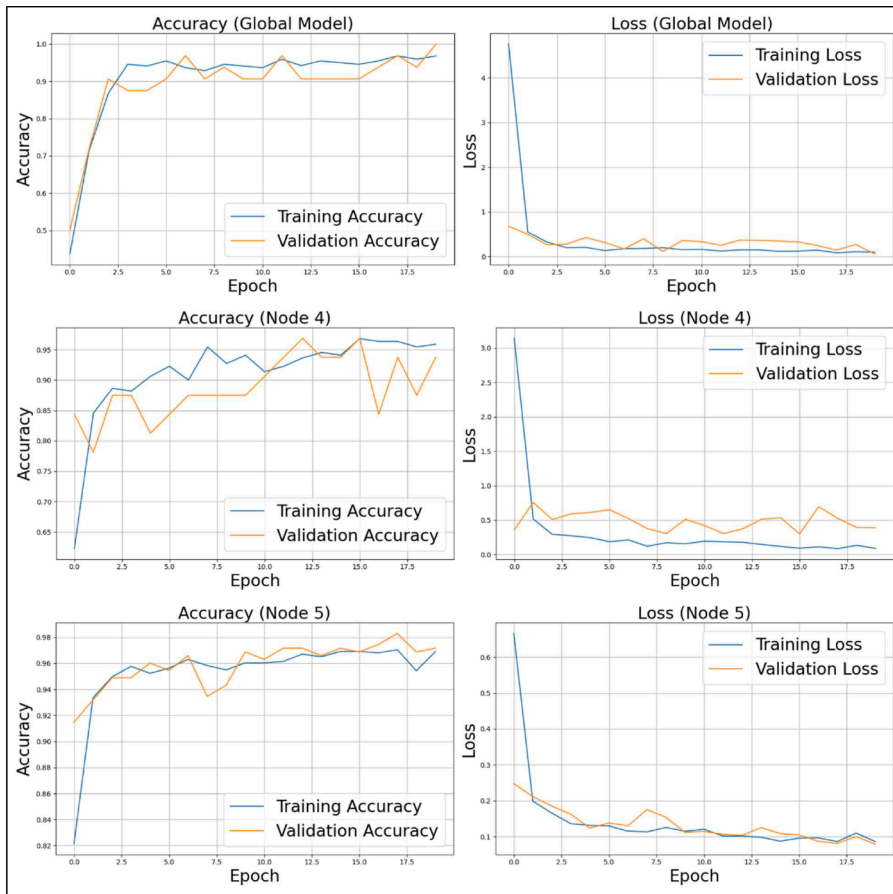 Accuracy (Global Model)
1.0
0.9
0.8
0.7
0.6
0.5
Accuracy
Training Accuracy
Validation Accuracy
0.0 2.5 5.0 7.5 10.0 12.5 15.0 17.5
Epoch
Loss (Global Model)
4
3
2
1
0
Loss
Training Loss
Validation Loss
0.0 2.5 5.0 7.5 10.0 12.5 15.0 17.5
Epoch
Accuracy (Node 4)
0.95
0.90
0.85
0.80
0.75
0.70
0.65
Accuracy
Training Accuracy
Validation Accuracy
0.0 2.5 5.0 7.5 10.0 12.5 15.0 17.5
Epoch
Loss (Node 4)
3.0
2.5
2.0
1.5
1.0
0.5
0.0
Loss
Training Loss
Validation Loss
0.0 2.5 5.0 7.5 10.0 12.5 15.0 17.5
Epoch
Accuracy (Node 5)
0.98
0.96
0.94
0.92
0.90
0.88
0.86
0.84
0.82
Accuracy
Training Accuracy
Validation Accuracy
0.0 2.5 5.0 7.5 10.0 12.5 15.0 17.5
Epoch
Loss (Node 5)
0.6
0.5
0.4
0.3
0.2
0.1
Loss
Training Loss
Validation Loss
0.0 2.5 5.0 7.5 10.0 12.5 15.0 17.5
Epoch